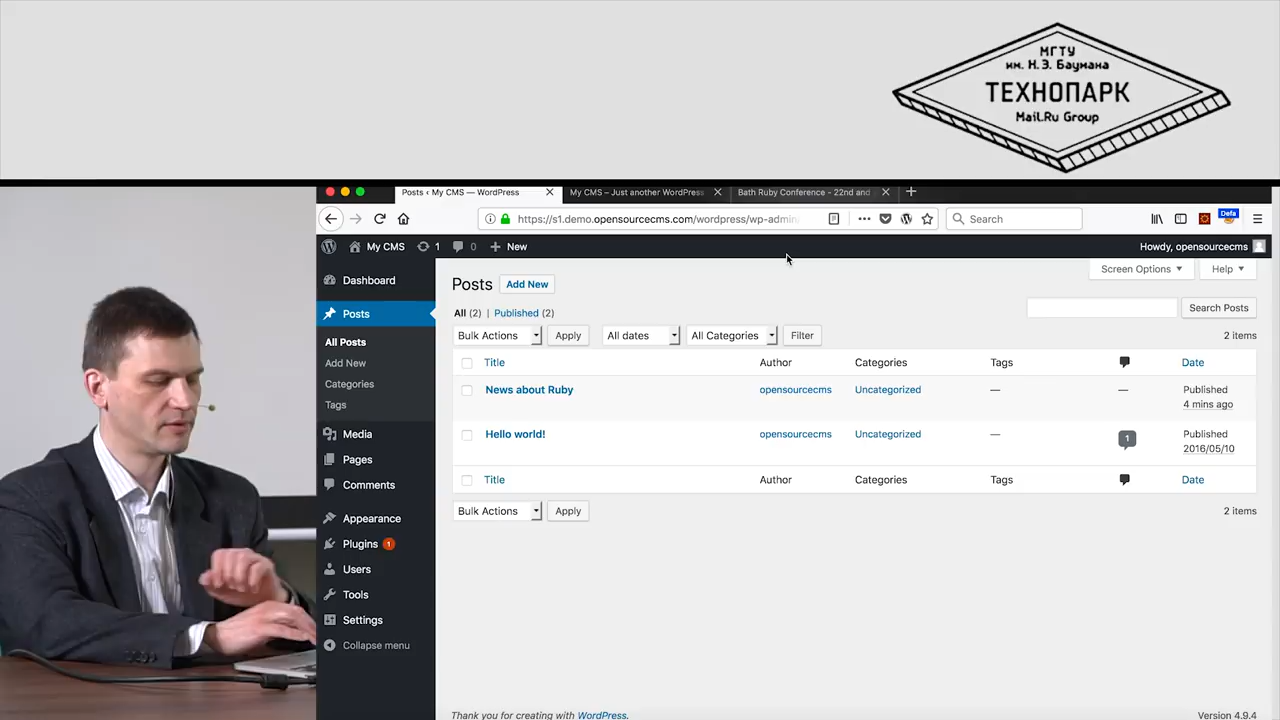 МГТУ
им. Н.Э. Баумана
ТЕХНОПАРК
Mail.Ru Group
Posts ‹ My CMS — WordPress
My CMS – Just another WordPress
Bath Ruby Conference - 22nd and
https://s1.demo.opensourcecms.com/wordpress/wp-admin
Search
Defa
My CMS 1 0 + New
Howdy, opensourcecms
Dashboard
Posts
All Posts
Add New
Categories
Tags
Media
Pages
Comments
Appearance
Plugins 1
Users
Tools
Settings
Collapse menu
Screen Options
Help
Posts Add New
All (2) | Published (2)
Search Posts
Bulk Actions Apply All dates All Categories Filter 2 items
Title Author Categories Tags Date
News about Ruby opensourcecms Uncategorized — — Published
4 mins ago
Hello world! opensourcecms Uncategorized — 1 Published
2016/05/10
Title Author Categories Tags Date
Bulk Actions Apply 2 items
Thank you for creating with WordPress. Version 4.9.4